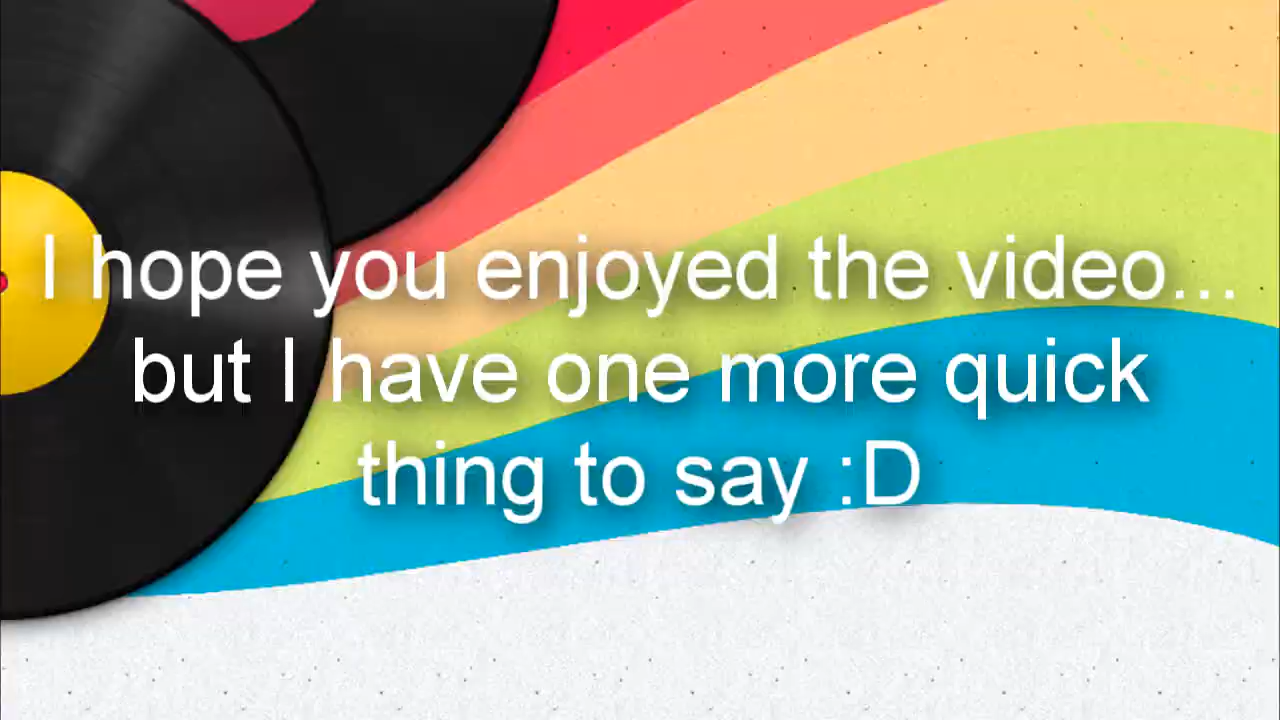 I hope you enjoyed the video...
but I have one more quick
thing to say :D